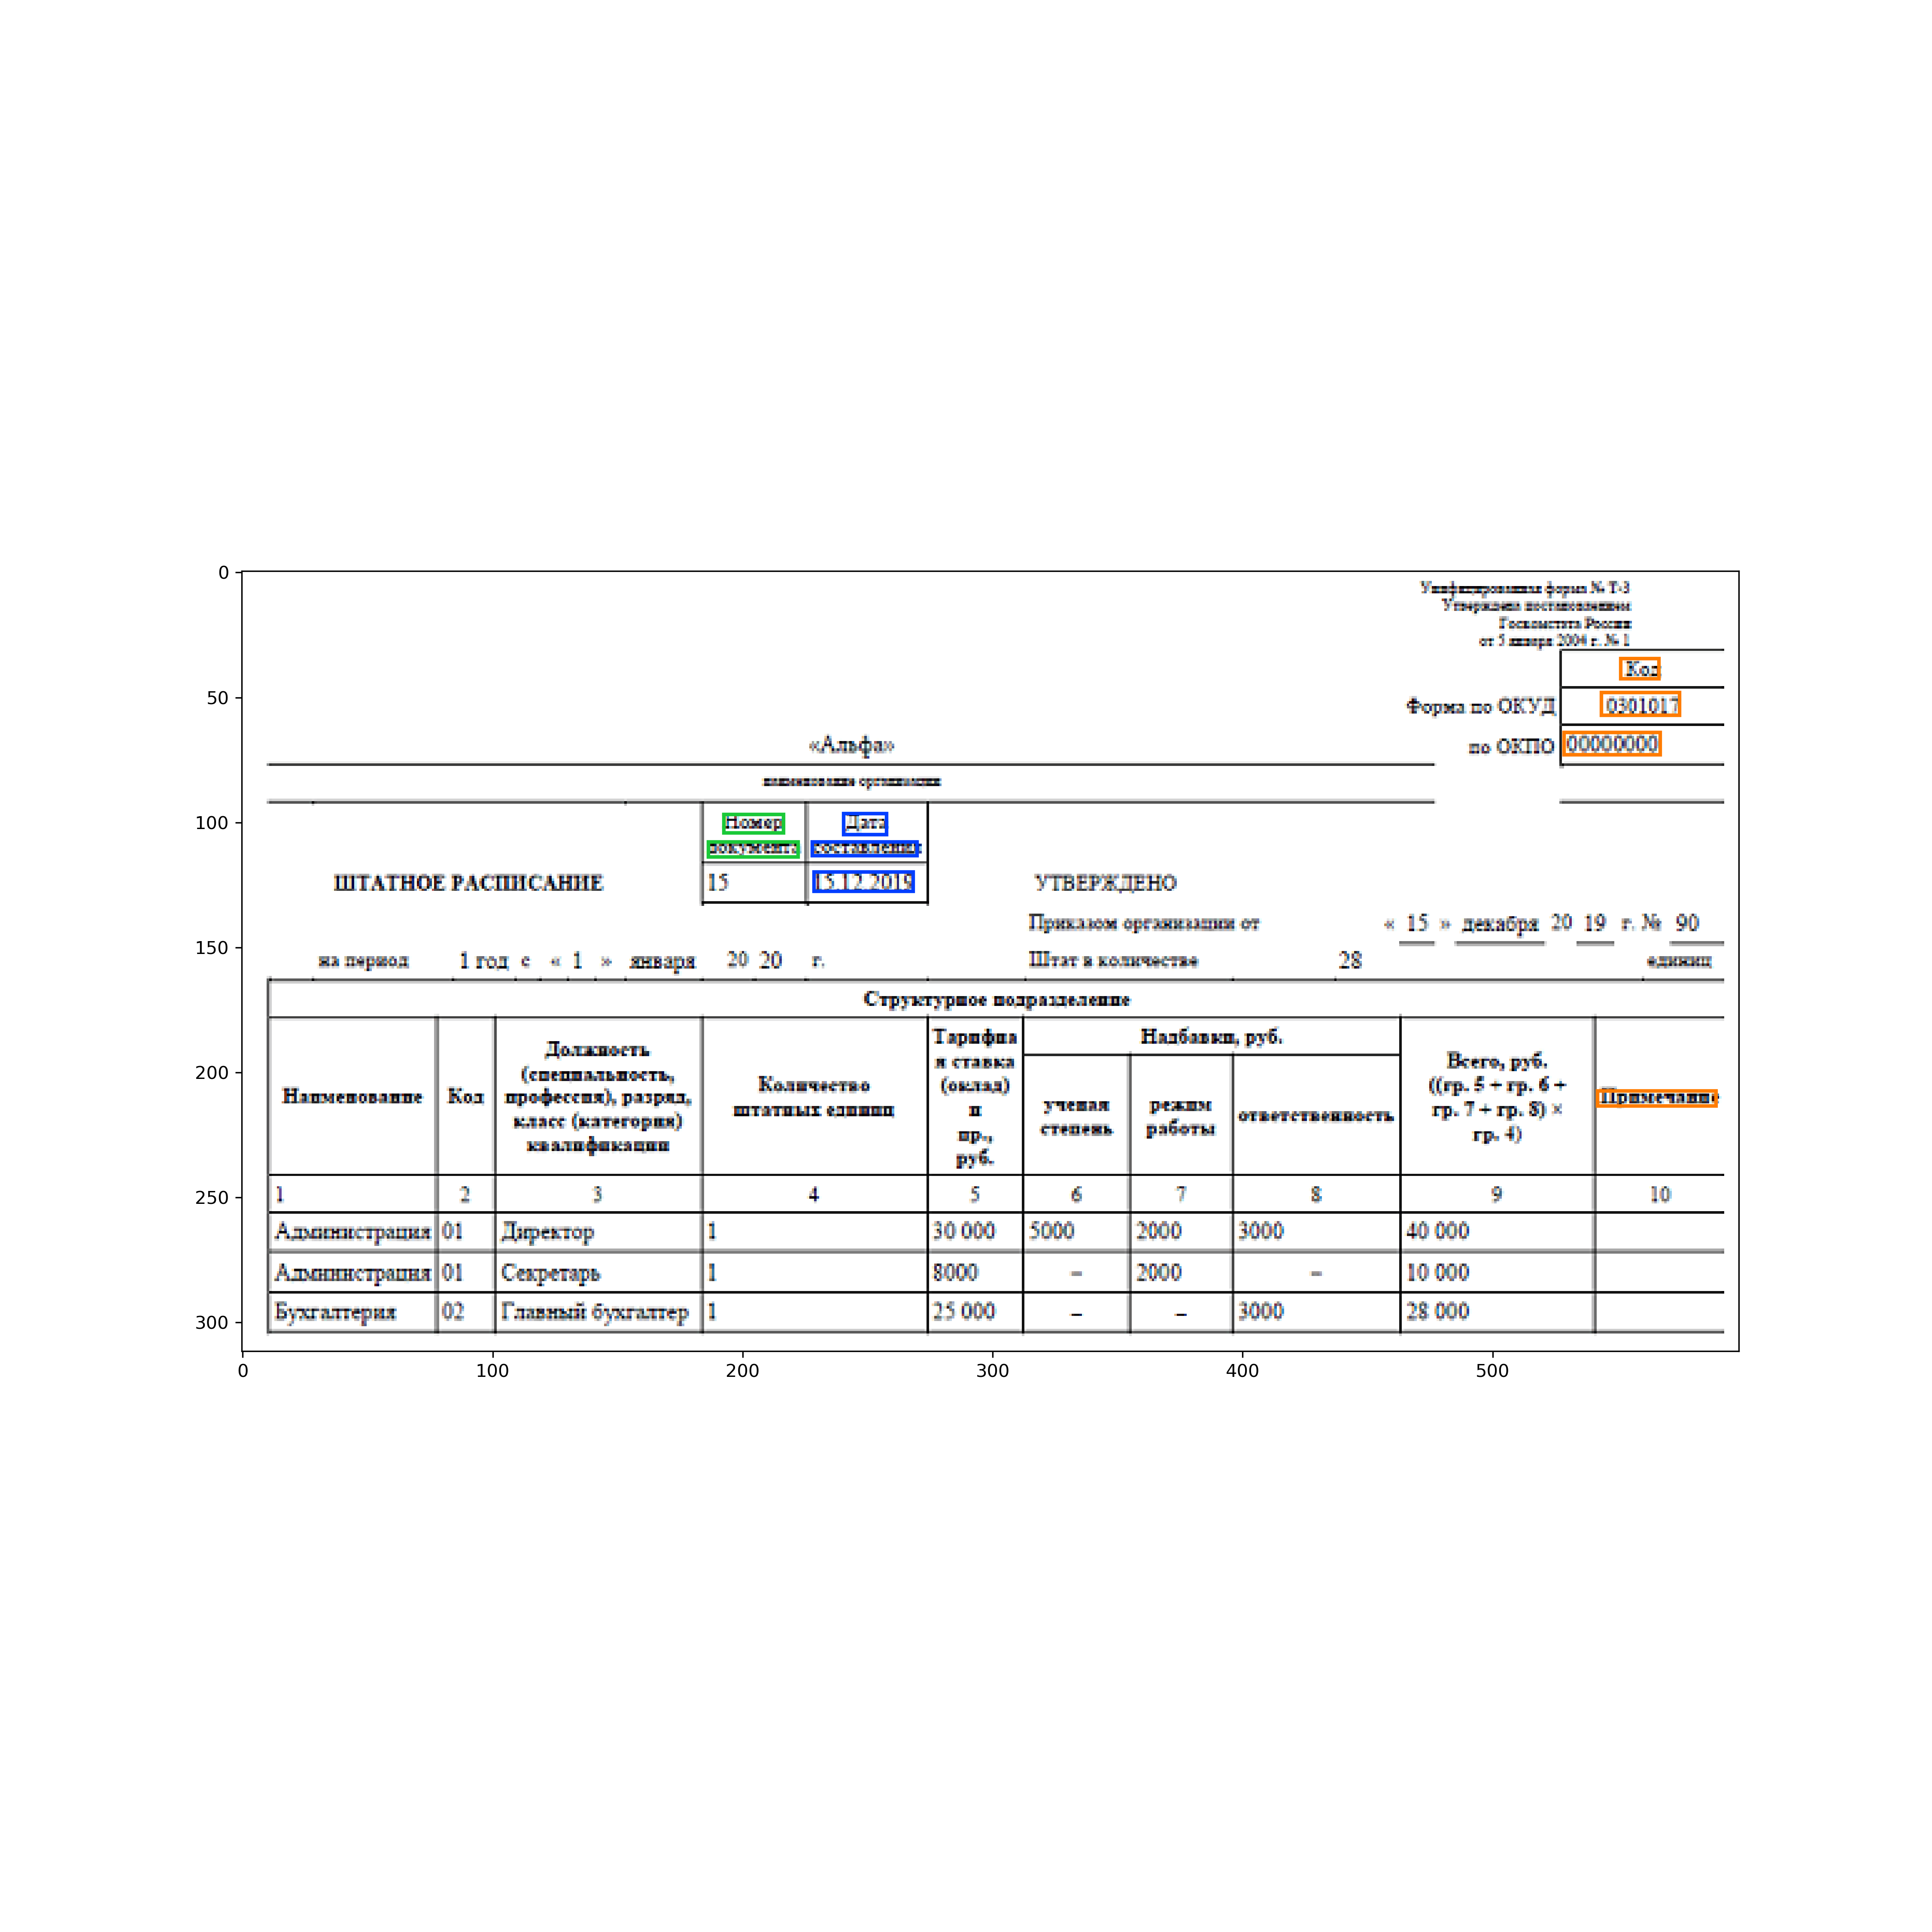 Унифицированная форма № Т-3
Утверждена постановлением
Госкомстата России
от 5 января 2004 г. № 1
Код
Форма по ОКУД 0301017
«Альфа» по ОКПО 00000000
наименование организации
Номер документа Дата составления
ШТАТНОЕ РАСПИСАНИЕ 15 15.12.2019 УТВЕРЖДЕНО
Приказом организации от « 15 » декабря 20 19 г. № 90
на период 1 год с « 1 » января 20 20 г. Штат в количестве 28 единиц
Структурное подразделение
Наименование
Код
Должность
(специальность,
профессия), разряд,
класс (категория)
квалификации
Количество
штатных единиц
Тарифна
я ставка
(оклад)
и
пр.,
руб.
Надбавки, руб.
учевая
степень
режим
работы
ответственность
Всего, руб.
((гр. 5 + гр. 6 +
гр. 7 + гр. 8) ×
гр. 4)
Примечание
1 2 3 4 5 6 7 8 9 10
Администрация 01 Директор 1 30 000 5000 2000 3000 40 000
Администрация 01 Секретарь 1 8000 – 2000 – 10 000
Бухгалтерия 02 Главный бухгалтер 1 25 000 – – 3000 28 000
0
50
100
150
200
250
300
0 100 200 300 400 500